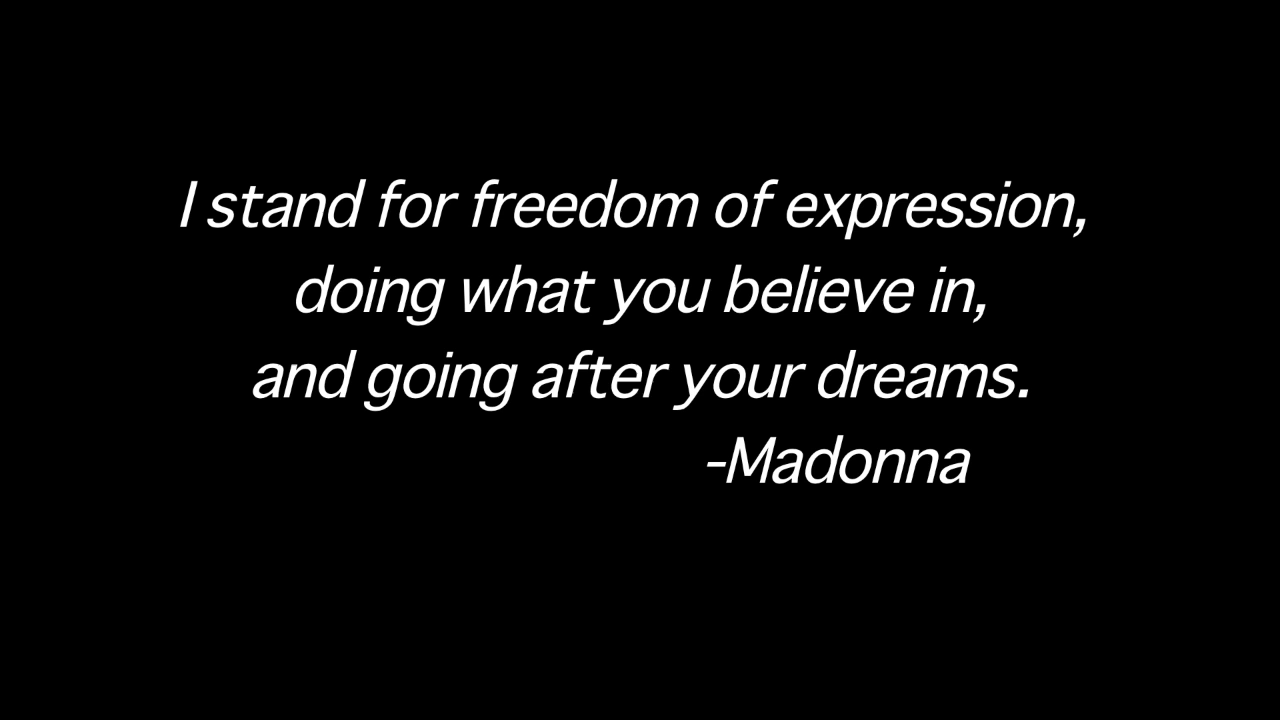 I stand for freedom of expression,
doing what you believe in,
and going after your dreams.
-Madonna